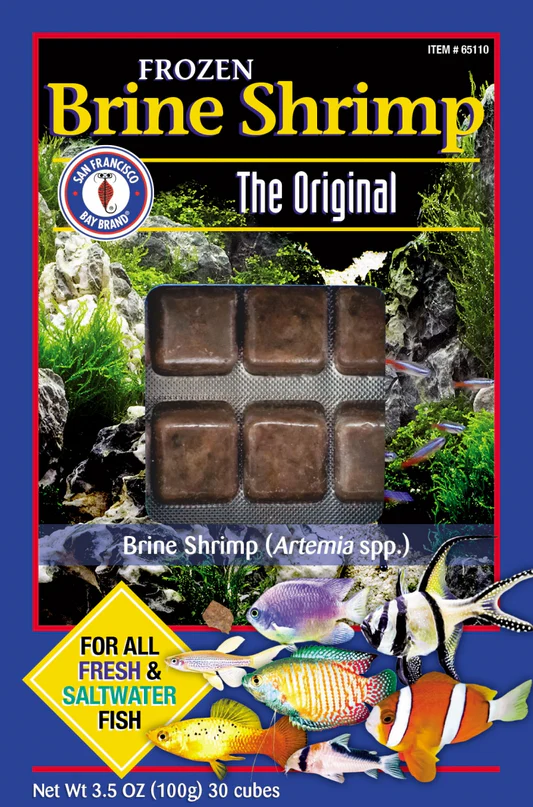 ITEM # 65110
FROZEN
Brine Shrimp
SAN FRANCISCO
BAY BRAND
The Original
Brine Shrimp (Artemia spp.)
FOR ALL
FRESH &
SALTWATER
FISH
Net Wt 3.5 OZ (100g) 30 cubes